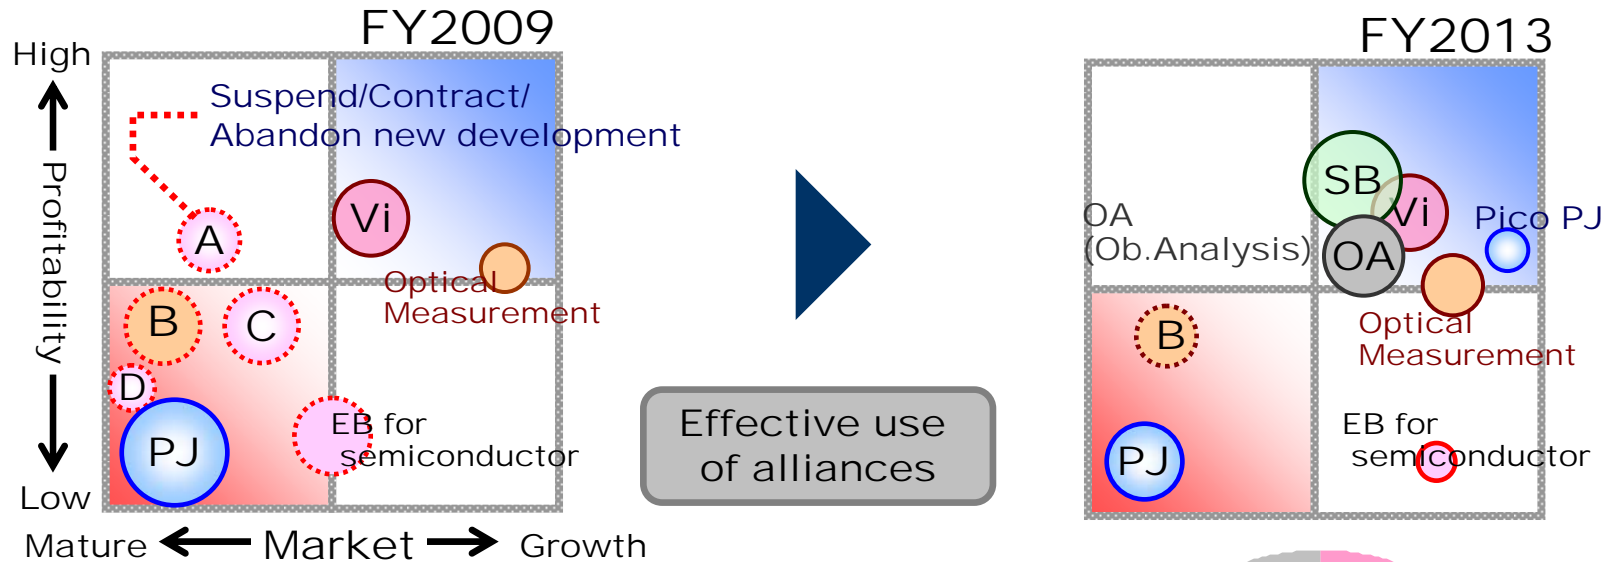 FY2009
High
Profitability
Low
Suspend/Contract/
Abandon new development
A
Vi
Optical
Measurement
B
C
D
PJ
EB for
semiconductor
Mature
Market
Growth
Effective use
of alliances
FY2013
SB
Vi
OA
Pico PJ
OA
(Ob.Analysis)
Optical
Measurement
B
PJ
EB for
semiconductor